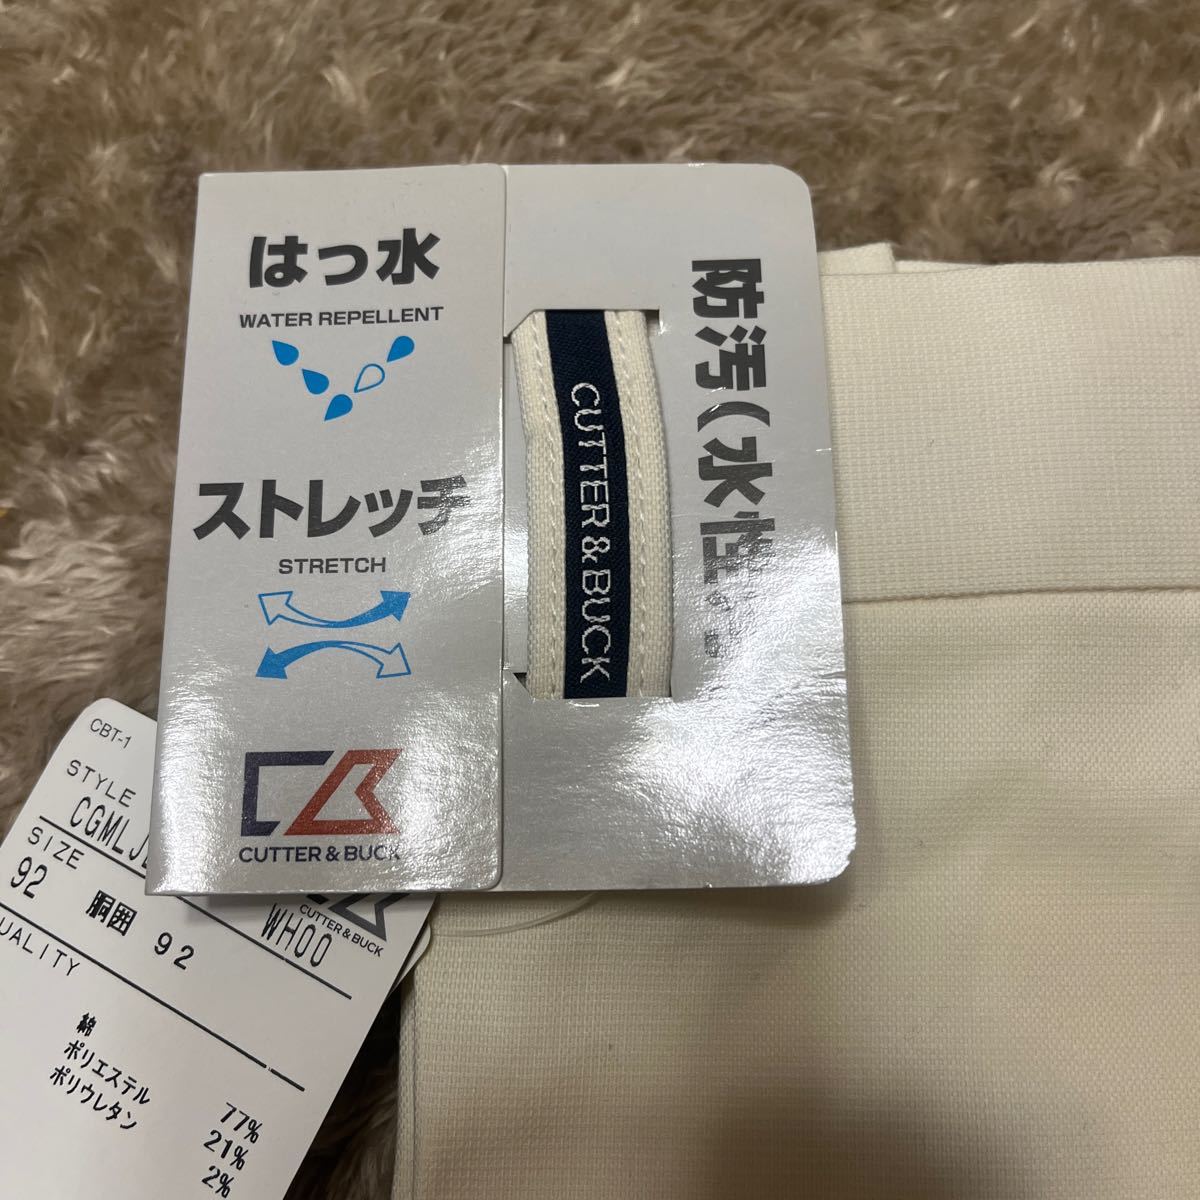 はっ水
WATER REPELLENT
ストレッチ
STRETCH
CUTTER & BUCK
CUTTER & BUCK
防汚(水性
CBT-1
STYLE
SIZE
92
胴囲 92
WH00
CUTTER & BUCK
綿 77%
ポリエステル 21%
ポリウレタン 2%